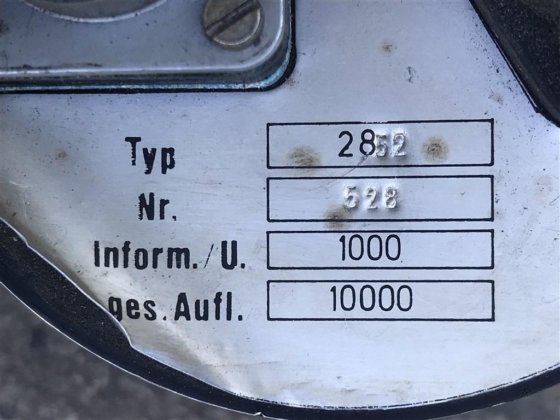 Typ 2852
Nr. 528
Inform./U. 1000
ges.Aufl. 10000